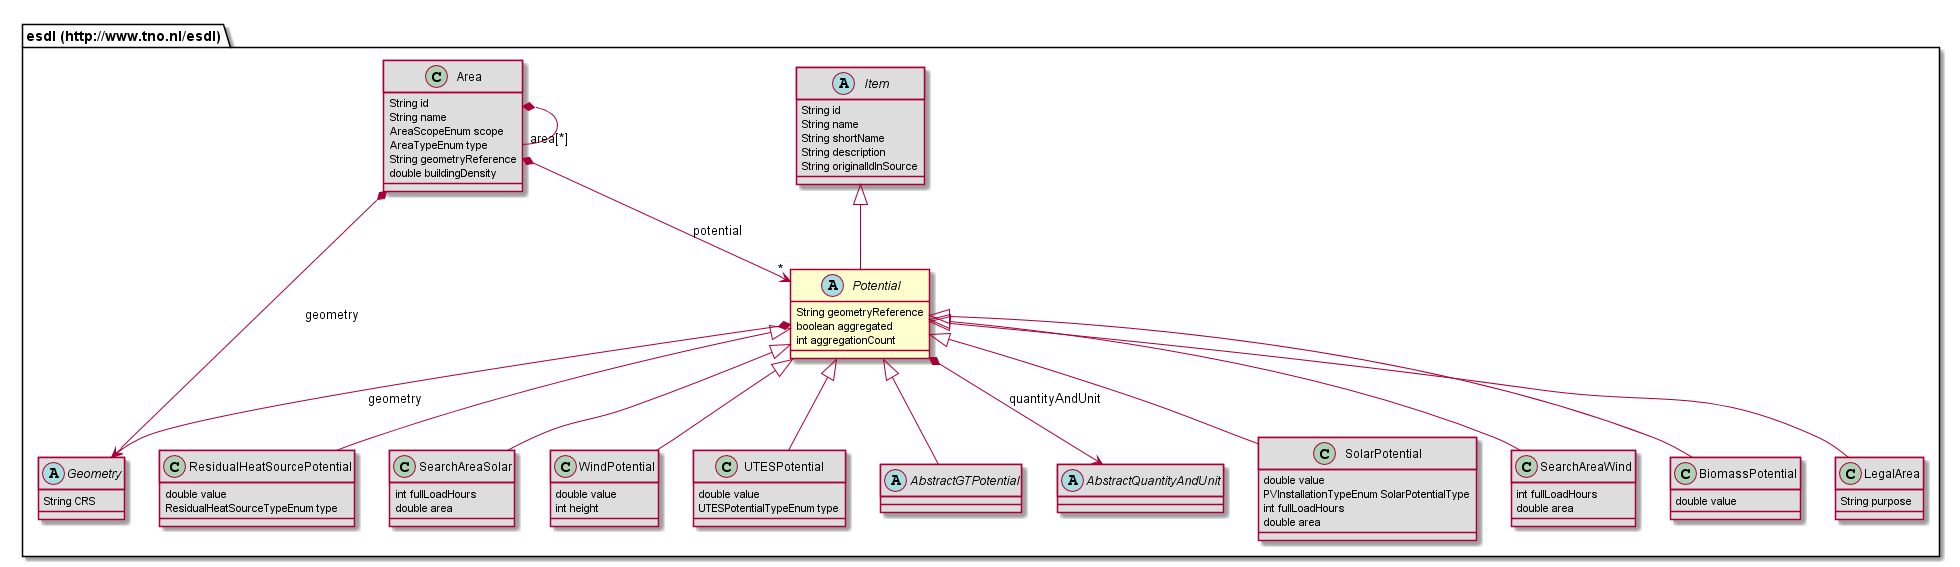 esdl (http://www.tno.nl/esdl)
C Area
String id
String name
AreaScopeEnum scope
AreaTypeEnum type
String geometryReference
double buildingDensity
area[*]
A Item
String id
String name
String shortName
String description
String originalIdInSource
potential
*
geometry
A Potential
String geometryReference
boolean aggregated
int aggregationCount
geometry
quantityAndUnit
A Geometry
String CRS
C ResidualHeatSourcePotential
double value
ResidualHeatSourceTypeEnum type
C SearchAreaSolar
int fullLoadHours
double area
C WindPotential
double value
int height
C UTESPotential
double value
UTESPotentialTypeEnum type
A AbstractGTPotential
A AbstractQuantityAndUnit
C SolarPotential
double value
PVInstallationTypeEnum SolarPotentialType
int fullLoadHours
double area
C SearchAreaWind
int fullLoadHours
double area
C BiomassPotential
double value
C LegalArea
String purpose